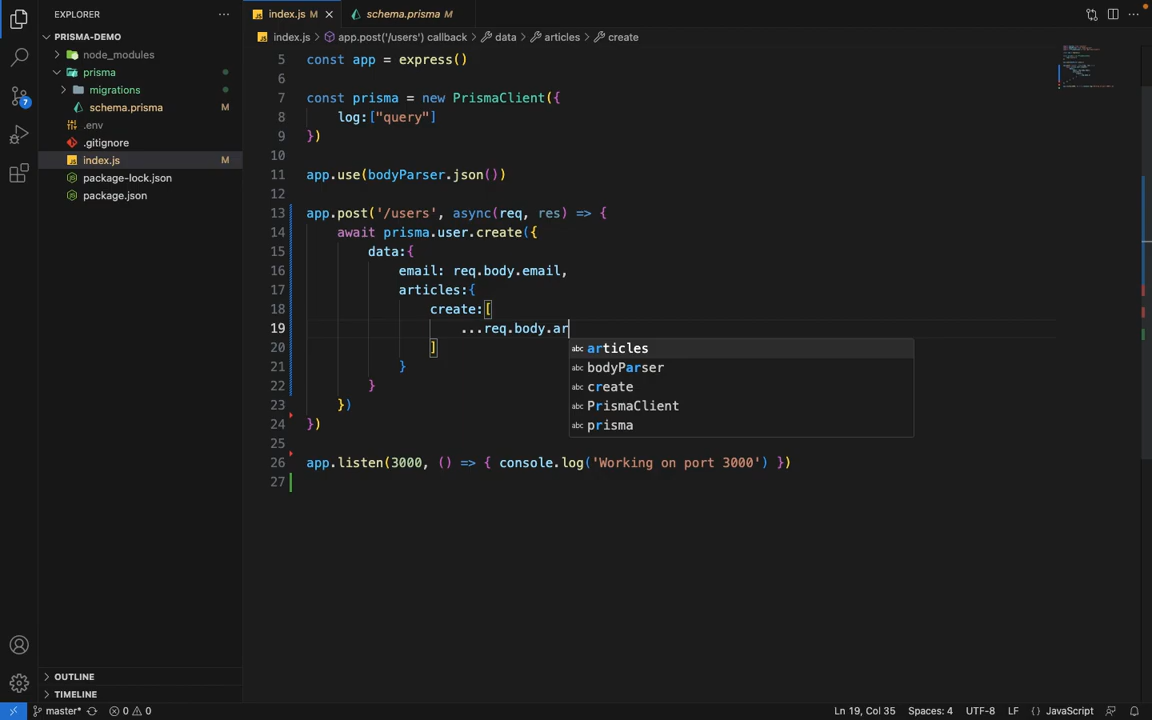 EXPLORER
index.js M
schema.prisma M
PRISMA-DEMO
index.js > app.post('/users') callback > data > articles > create
node_modules
prisma
migrations
schema.prisma M
.env
.gitignore
index.js M
package-lock.json
package.json
5 const app = express()
6
7 const prisma = new PrismaClient({
8 log:["query"]
9 })
10
11 app.use(bodyParser.json())
12
13 app.post('/users', async(req, res) => {
14 await prisma.user.create({
15 data:{
16 email: req.body.email,
17 articles:{
18 create:[
19 ...req.body.ar
20 ]
21 }
22 }
23 })
24 })
25
26 app.listen(3000, () => { console.log('Working on port 3000') })
27
abc articles
abc bodyParser
abc create
abc PrismaClient
abc prisma
7
OUTLINE
TIMELINE
master* 0 0 Ln 19, Col 35 Spaces: 4 UTF-8 LF {} JavaScript